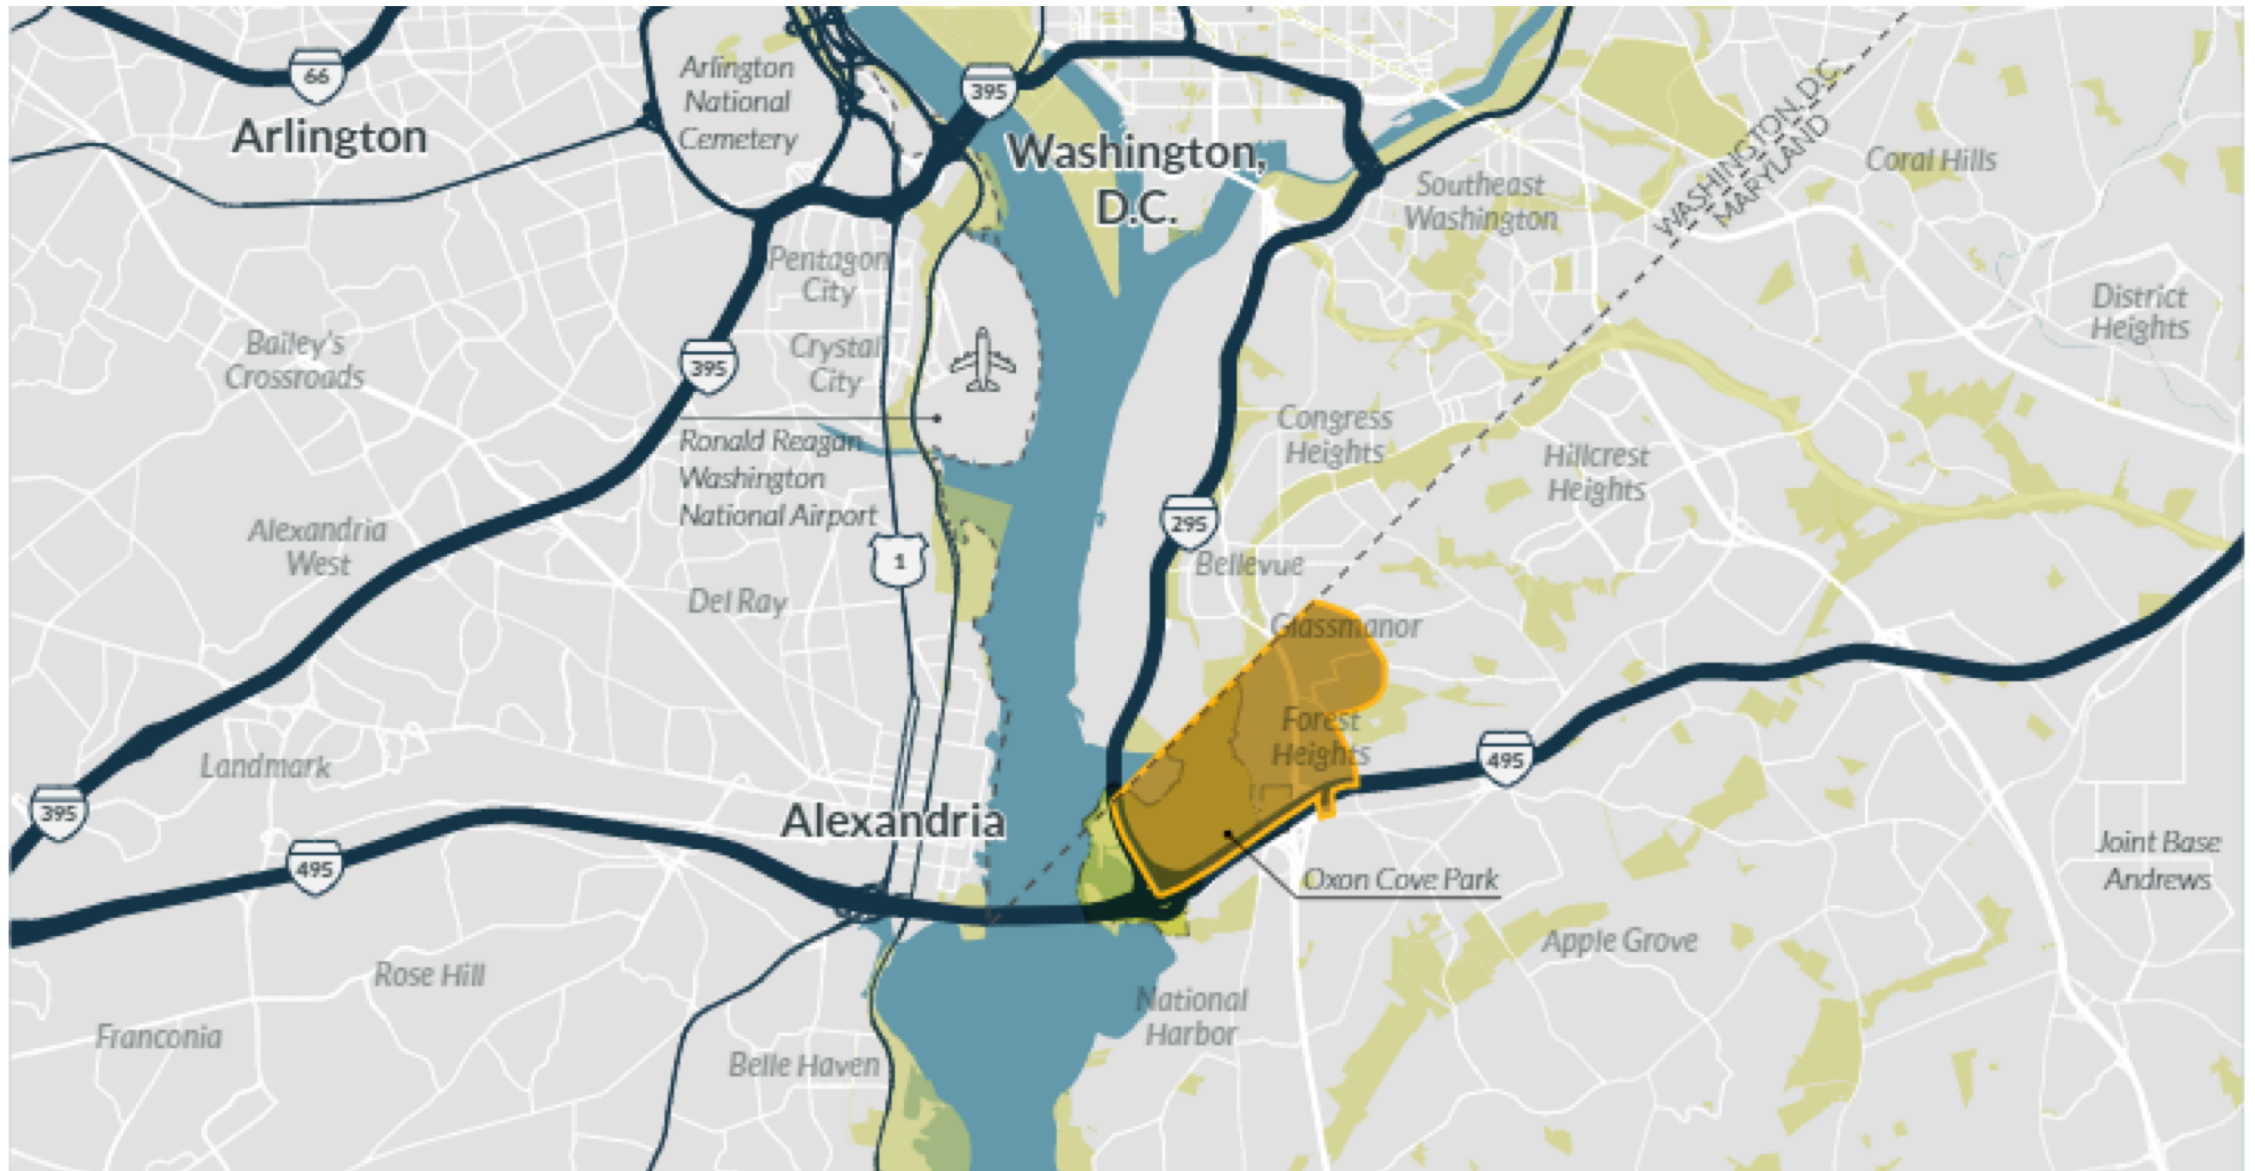 66
Arlington
Arlington
National
Cemetery
395
Washington,
D.C.
WASHINGTON, D.C.
MARYLAND
Coral Hills
Southeast
Washington
Pentagon
City
District
Heights
Bailey's
Crossroads
Crystal
City
395
Ronald Reagan
Washington
National Airport
Congress
Heights
Hillcrest
Heights
Alexandria
West
1
295
Bellevue
Del Ray
Glassmanor
Forest
Heights
Landmark
495
395
Alexandria
495
Oxon Cove Park
Joint Base
Andrews
Apple Grove
Rose Hill
National
Harbor
Franconia
Belle Haven